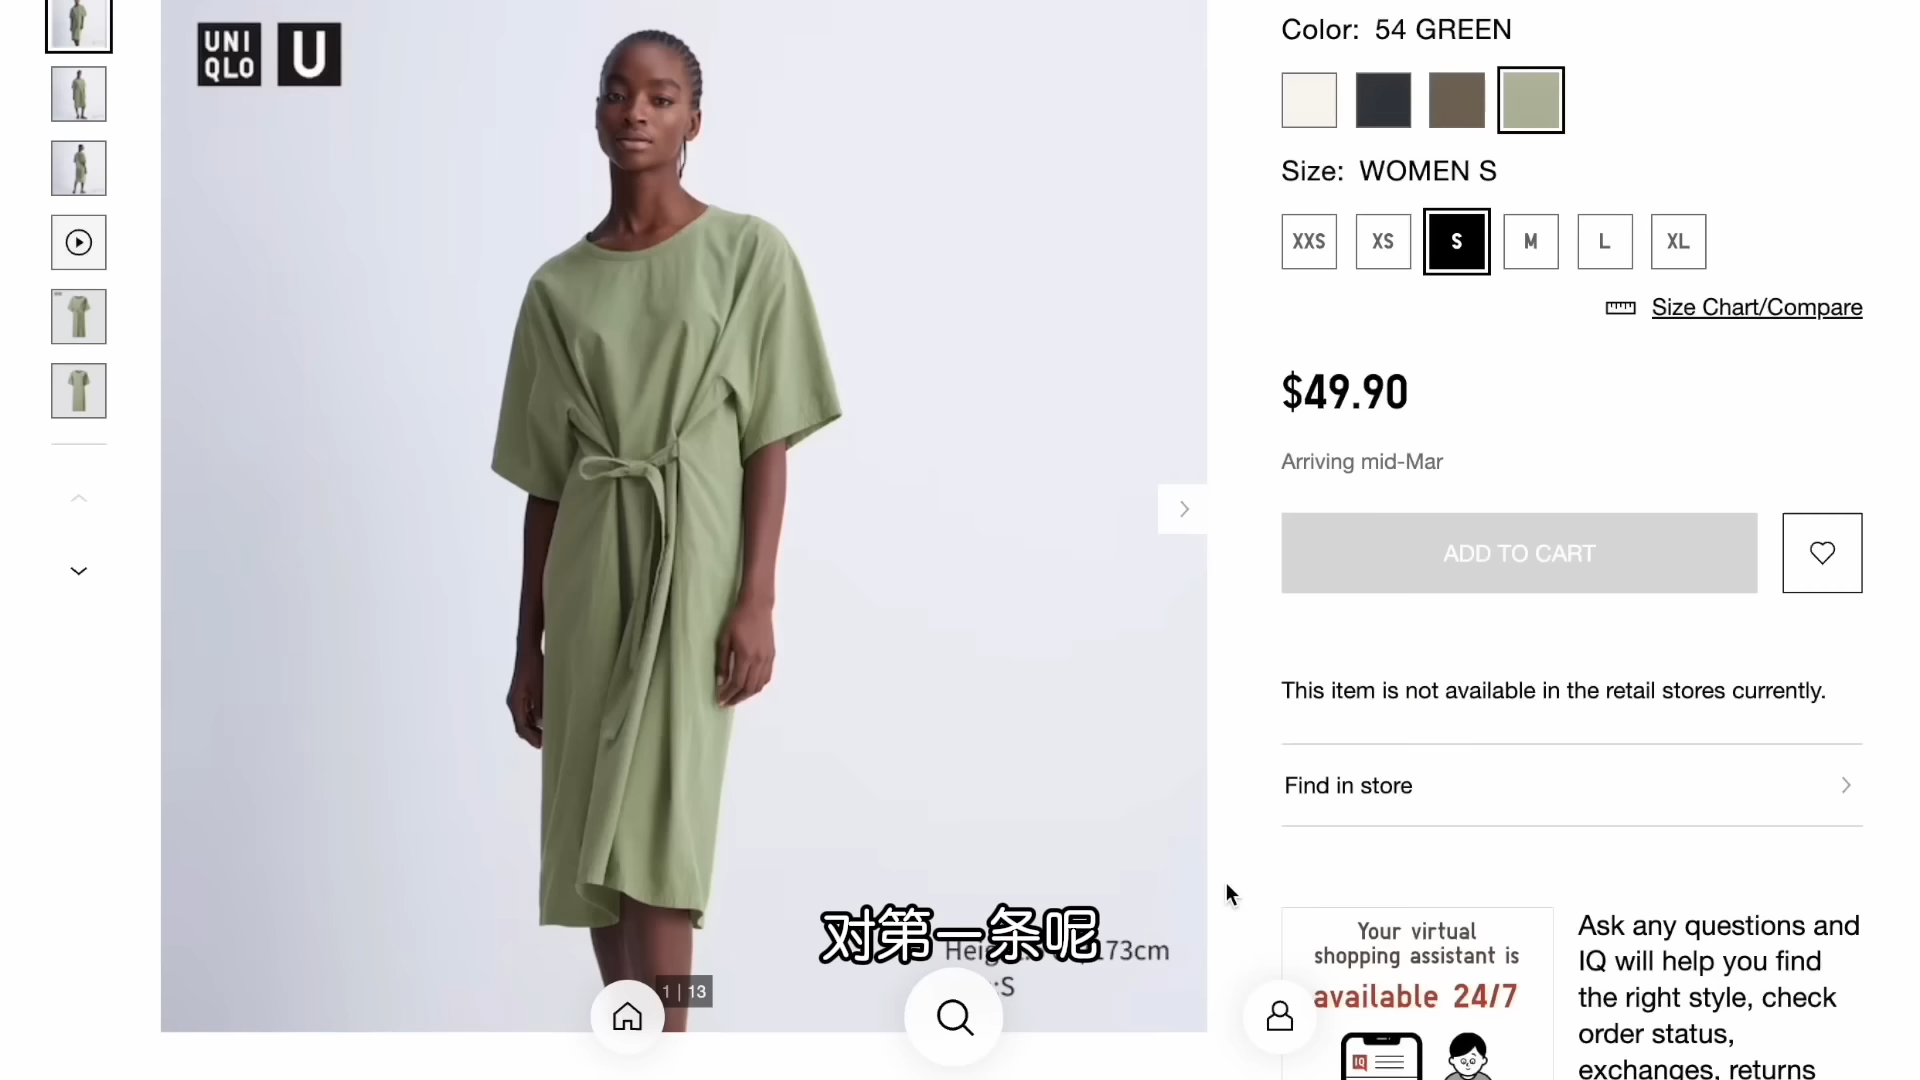 UNI
QLO
U
Color: 54 GREEN
Size: WOMEN S
XXS
XS
S
M
L
XL
Size Chart/Compare
$49.90
Arriving mid-Mar
ADD TO CART
This item is not available in the retail stores currently.
Find in store
对第一条呢
173cm
:S
1 | 13
Your virtual
shopping assistant is
available 24/7
IQ
Ask any questions and
IQ will help you find
the right style, check
order status,
exchanges, returns